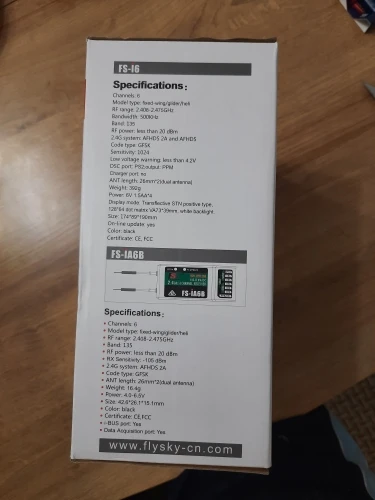 FS-I6
Specifications:
Channels: 6
Model type: fixed-wing/glider/heli
RF range: 2.408-2.475GHz
Bandwidth: 500KHz
Band: 135
RF power: less than 20 dBm
2.4G system: AFHDS 2A and AFHDS
Code type: GFSK
Sensitivity: 1024
Low voltage warning: less than 4.2V
DSC port: PS2;output: PPM
Charger port: no
ANT length: 26mm*2(dual antenna)
Weight: 392g
Power: 6V 1.5AA*4
Display mode: Transflective STN positive type,
128*64 dot matrix VA73*39mm, white backlight.
Size: 174*89*190mm
On-line update: yes
Color: black
Certificate: CE, FCC
FS-IA6B
FS-iA6B
Specifications:
• Channels: 6
• Model type: fixed-wing/glider/heli
• RF range: 2.408-2.475GHz
• Band: 135
• RF power: less than 20 dBm
• RX Sensitivity: -105 dBm
• 2.4G system: AFHDS 2A
• Code type: GFSK
• ANT length: 26mm*2(dual antenna)
• Weight: 16.4g
• Power: 4.0-6.5V
• Size: 42.6*26.1*15.1mm
• Color: black
• Certificate: CE,FCC
• i-BUS port: Yes
• Data Acquisition port: Yes
www.flysky-cn.com